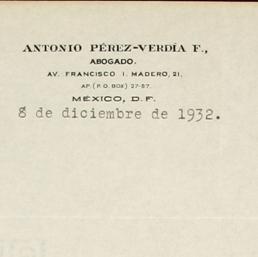 ANTONIO PÉREZ-VERDÍA F.,
ABOGADO.
AV. FRANCISCO I. MADERO, 21.
AP. (P. O. BOX) 27-57.
MÉXICO, D. F.
8 de diciembre de 1932.